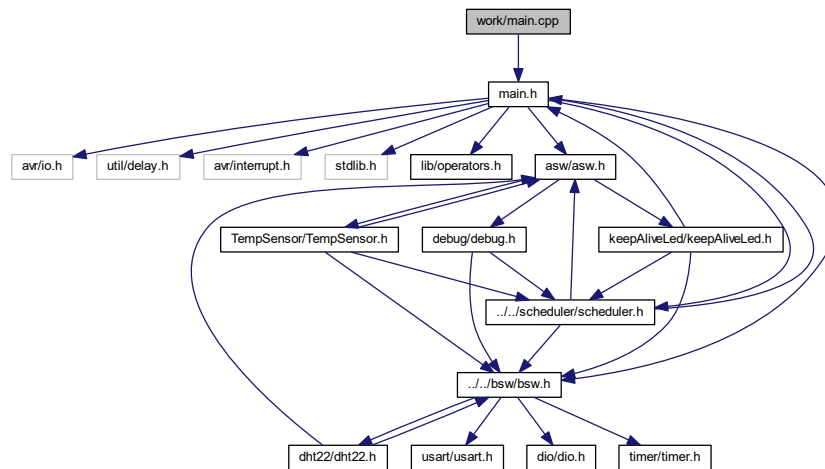 work/main.cpp
main.h
avr/io.h
util/delay.h
avr/interrupt.h
stdlib.h
lib/operators.h
asw/asw.h
TempSensor/TempSensor.h
debug/debug.h
keepAliveLed/keepAliveLed.h
../../scheduler/scheduler.h
../../bsw/bsw.h
dht22/dht22.h
usart/usart.h
dio/dio.h
timer/timer.h